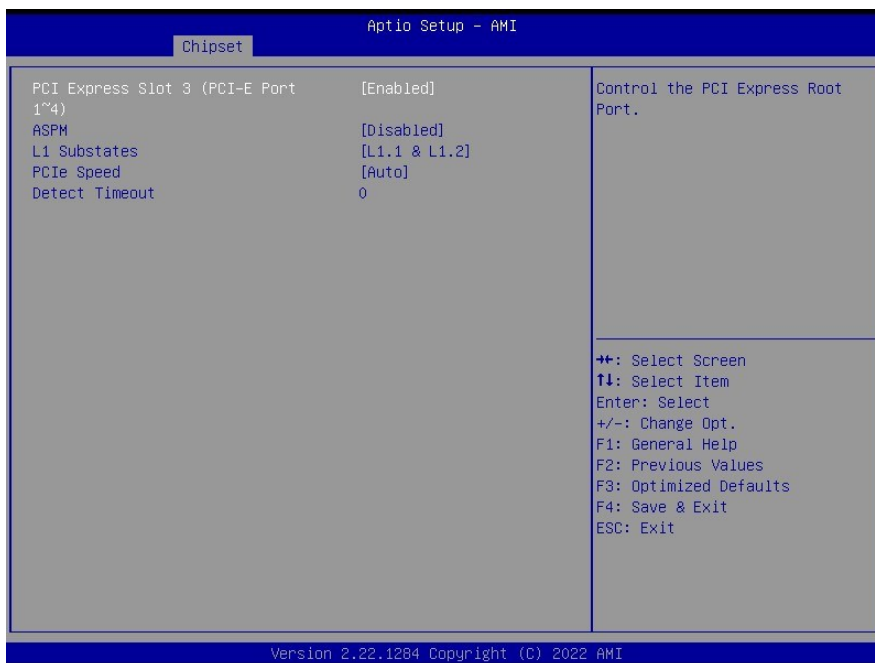 Aptio Setup - AMI
Chipset
PCI Express Slot 3 (PCI-E Port 1~4) [Enabled]
ASPM [Disabled]
L1 Substates [L1.1 & L1.2]
PCIe Speed [Auto]
Detect Timeout 0
Control the PCI Express Root
Port.
→←: Select Screen
↑↓: Select Item
Enter: Select
+/-: Change Opt.
F1: General Help
F2: Previous Values
F3: Optimized Defaults
F4: Save & Exit
ESC: Exit
Version 2.22.1284 Copyright (C) 2022 AMI